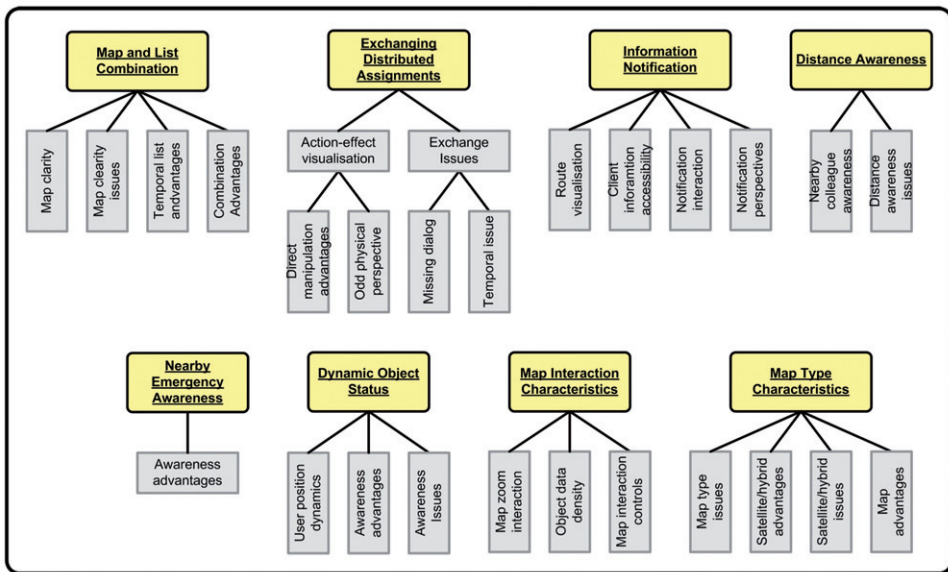 Map and List
Combination
Map clarity
Map clearity
issues
Temporal list
andvantages
Combination
Advantages
Exchanging
Distributed
Assignments
Action-effect
visualisation
Exchange
Issues
Direct
manipulation
advantages
Odd physical
perspective
Missing dialog
Temporal issue
Information
Notification
Route
visualisation
Client
inforamtion
accessibility
Notification
interaction
Notification
perspectives
Distance Awareness
Nearby
colleague
awareness
Distance
awareness
issues
Nearby
Emergency
Awareness
Awareness
advantages
Dynamic Object
Status
User position
dynamics
Awareness
advantages
Awareness
Issues
Map Interaction
Characteristics
Map zoom
interaction
Object data
density
Map interaction
controls
Map Type
Characteristics
Map type
issues
Satellite/hybrid
advantages
Satellite/hybrid
issues
Map
advantages